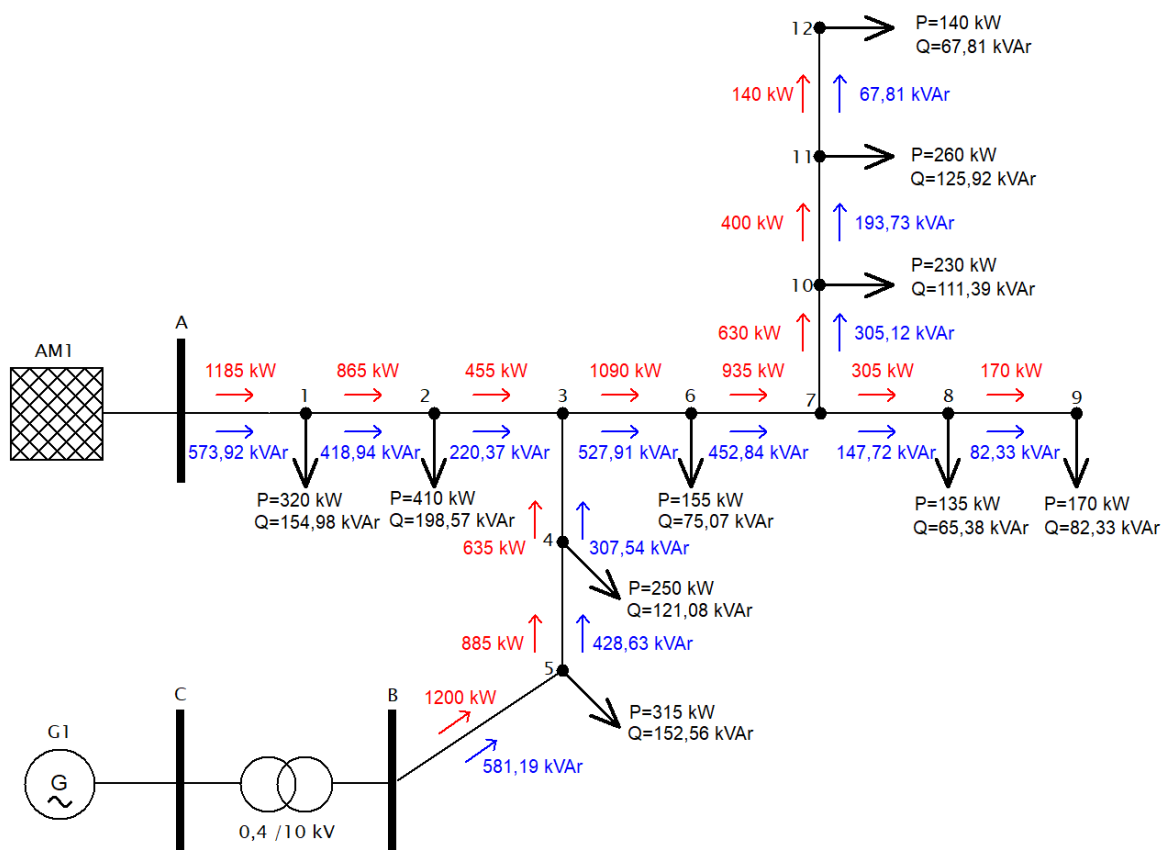 12
P=140 kW
Q=67,81 kVAr
140 kW
67,81 kVAr
11
P=260 kW
Q=125,92 kVAr
400 kW
193,73 kVAr
10
P=230 kW
Q=111,39 kVAr
630 kW
305,12 kVAr
AM1
A
1185 kW
865 kW
455 kW
1090 kW
935 kW
305 kW
170 kW
1
2
3
6
7
8
9
573,92 kVAr
418,94 kVAr
220,37 kVAr
527,91 kVAr
452,84 kVAr
147,72 kVAr
82,33 kVAr
P=320 kW
Q=154,98 kVAr
P=410 kW
Q=198,57 kVAr
P=155 kW
Q=75,07 kVAr
P=135 kW
Q=65,38 kVAr
P=170 kW
Q=82,33 kVAr
635 kW
307,54 kVAr
4
P=250 kW
Q=121,08 kVAr
885 kW
428,63 kVAr
5
P=315 kW
Q=152,56 kVAr
1200 kW
581,19 kVAr
C
B
G1
G
0,4 /10 kV